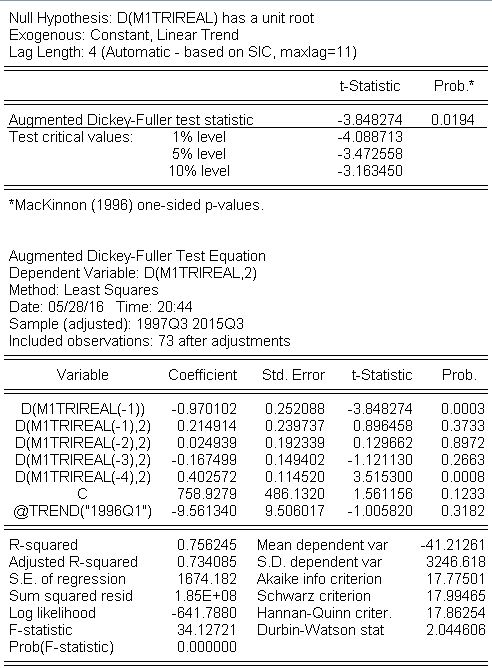 Null Hypothesis: D(M1TRIREAL) has a unit root
Exogenous: Constant, Linear Trend
Lag Length: 4 (Automatic - based on SIC, maxlag=11)
t-Statistic Prob.*
Augmented Dickey-Fuller test statistic -3.848274 0.0194
Test critical values: 1% level -4.088713
5% level -3.472558
10% level -3.163450
*MacKinnon (1996) one-sided p-values.
Augmented Dickey-Fuller Test Equation
Dependent Variable: D(M1TRIREAL,2)
Method: Least Squares
Date: 05/28/16 Time: 20:44
Sample (adjusted): 1997Q3 2015Q3
Included observations: 73 after adjustments
Variable Coefficient Std. Error t-Statistic Prob.
D(M1TRIREAL(-1)) -0.970102 0.252088 -3.848274 0.0003
D(M1TRIREAL(-1),2) 0.214914 0.239737 0.896458 0.3733
D(M1TRIREAL(-2),2) 0.024939 0.192339 0.129662 0.8972
D(M1TRIREAL(-3),2) -0.167499 0.149402 -1.121130 0.2663
D(M1TRIREAL(-4),2) 0.402572 0.114520 3.515300 0.0008
C 758.9279 486.1320 1.561156 0.1233
@TREND("1996Q1") -9.561340 9.506017 -1.005820 0.3182
R-squared 0.756245 Mean dependent var -41.21261
Adjusted R-squared 0.734085 S.D. dependent var 3246.618
S.E. of regression 1674.182 Akaike info criterion 17.77501
Sum squared resid 1.85E+08 Schwarz criterion 17.99465
Log likelihood -641.7880 Hannan-Quinn criter. 17.86254
F-statistic 34.12721 Durbin-Watson stat 2.044606
Prob(F-statistic) 0.000000